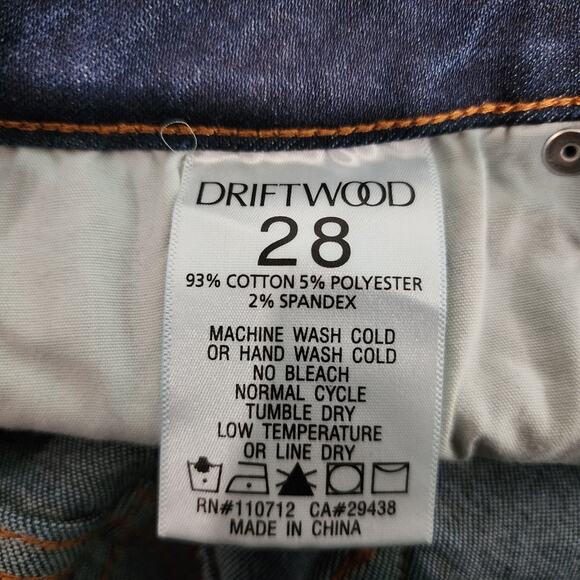 DRIFTWOOD
28
93% COTTON 5% POLYESTER
2% SPANDEX
MACHINE WASH COLD
OR HAND WASH COLD
NO BLEACH
NORMAL CYCLE
TUMBLE DRY
LOW TEMPERATURE
OR LINE DRY
RN#110712 CA#29438
MADE IN CHINA